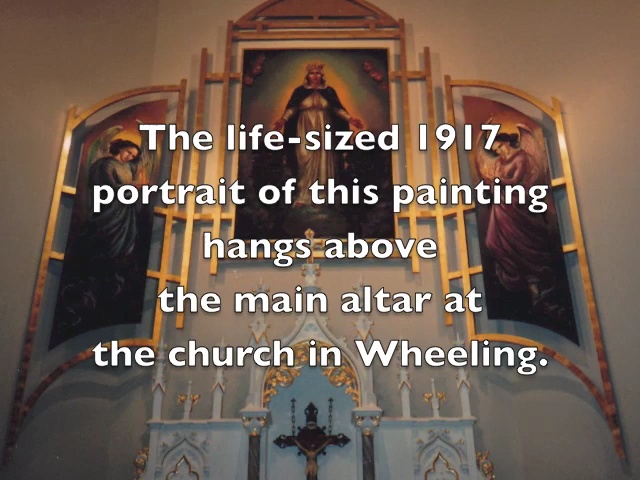 The life-sized 1917
portrait of this painting
hangs above
the main altar at
the church in Wheeling.